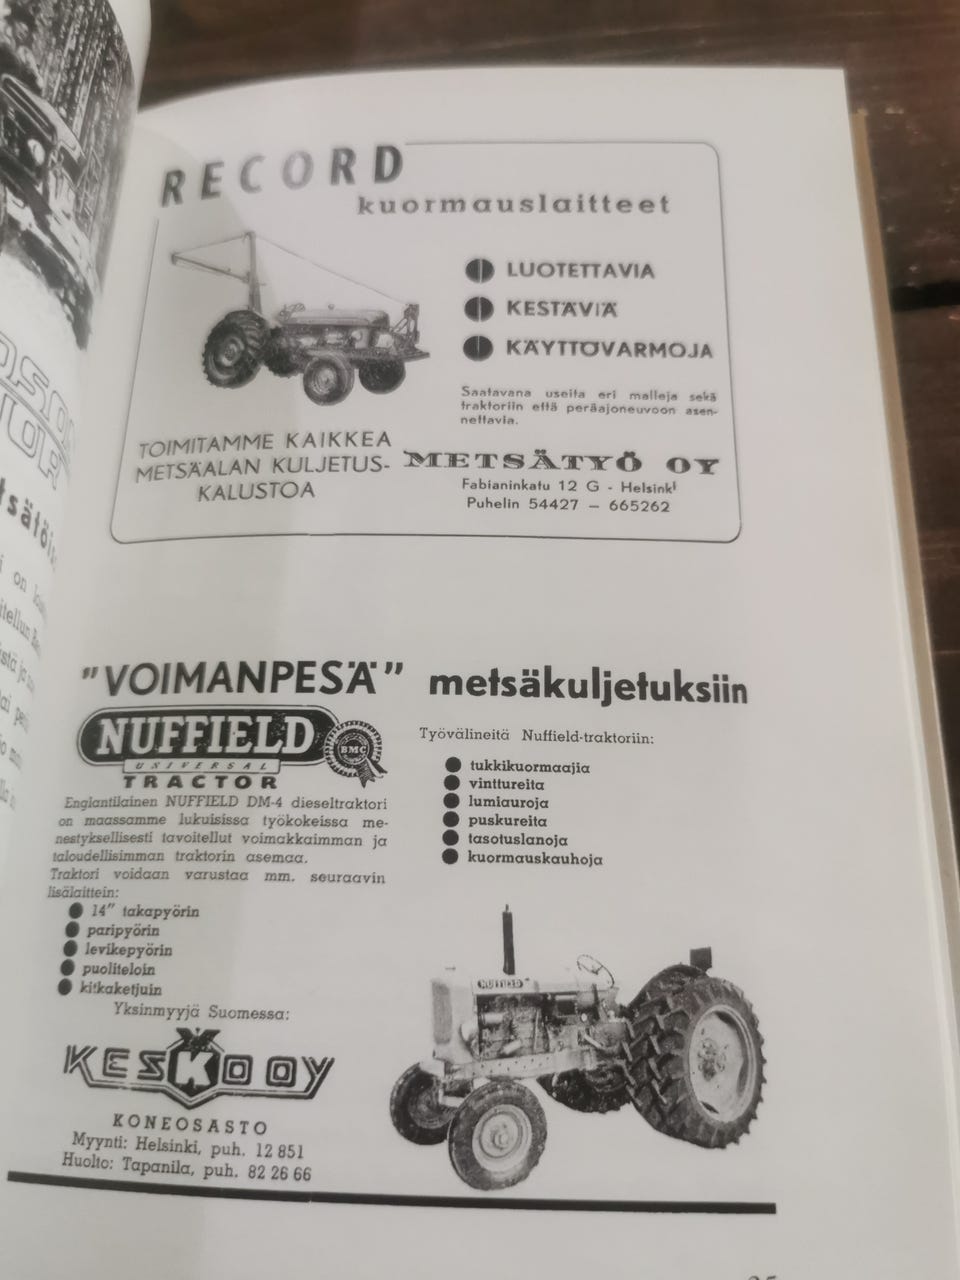 RECORD
kuormauslaitteet
LUOTETTAVIA
KESTÄVIÄ
KÄYTTÖVARMOJA
Saatavana useita eri malleja sekä
traktoriin että peräajoneuvoon asen-
nettavia.
TOIMITAMME KAIKKEA
METSÄALAN KULJETUS-
KALUSTOA
METSÄTYÖ OY
Fabianinkatu 12 G - Helsinki
Puhelin 54427 — 665262
"VOIMANPESÄ" metsäkuljetuksiin
NUFFIELD
UNIVERSAL
TRACTOR
BMC
Englantilainen NUFFIELD DM-4 dieseltraktori
on maassamme lukuisissa työkokeissa me-
nestyksellisesti tavoitellut voimakkaimman ja
taloudellisimman traktorin asemaa.
Traktori voidaan varustaa mm. seuraavin
lisälaittein:
14" takapyörin
paripyörin
levikepyörin
puoliteloin
kitkaketjuin
Yksinmyyjä Suomessa:
KESKO OY
KONEOSASTO
Myynti: Helsinki, puh. 12 851
Huolto: Tapanila, puh. 82 26 66
Työvälineitä Nuffield-traktoriin:
tukkikuormaajia
vinttureita
lumiauroja
puskureita
tasotuslanoja
kuormauskauhoja
NUFFIELD